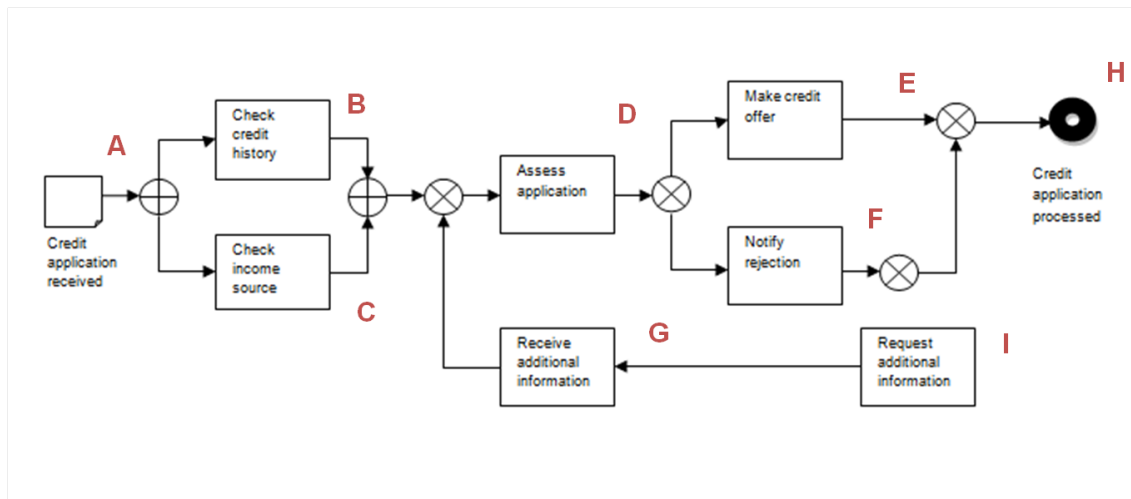 H
E
Make credit
offer
B
Check
credit
history
D
A
Assess
application
Credit
application
processed
F
Notify
rejection
Credit
application
received
Check
income
source
C
G
I
Receive
additional
information
Request
additional
information